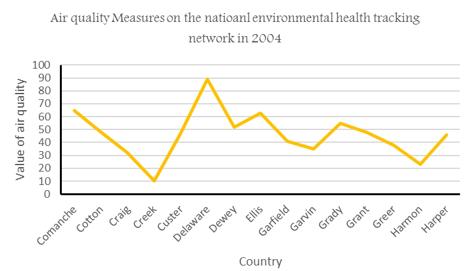 Air quality Measures on the natioanl environmental health tracking
network in 2004
100
90
80
70
60
50
40
30
20
10
0
Value of air quality
Comanche
Cotton
Craig
Creek
Custer
Delaware
Dewey
Ellis
Garfield
Garvin
Grady
Grant
Greer
Harmon
Harper
Country